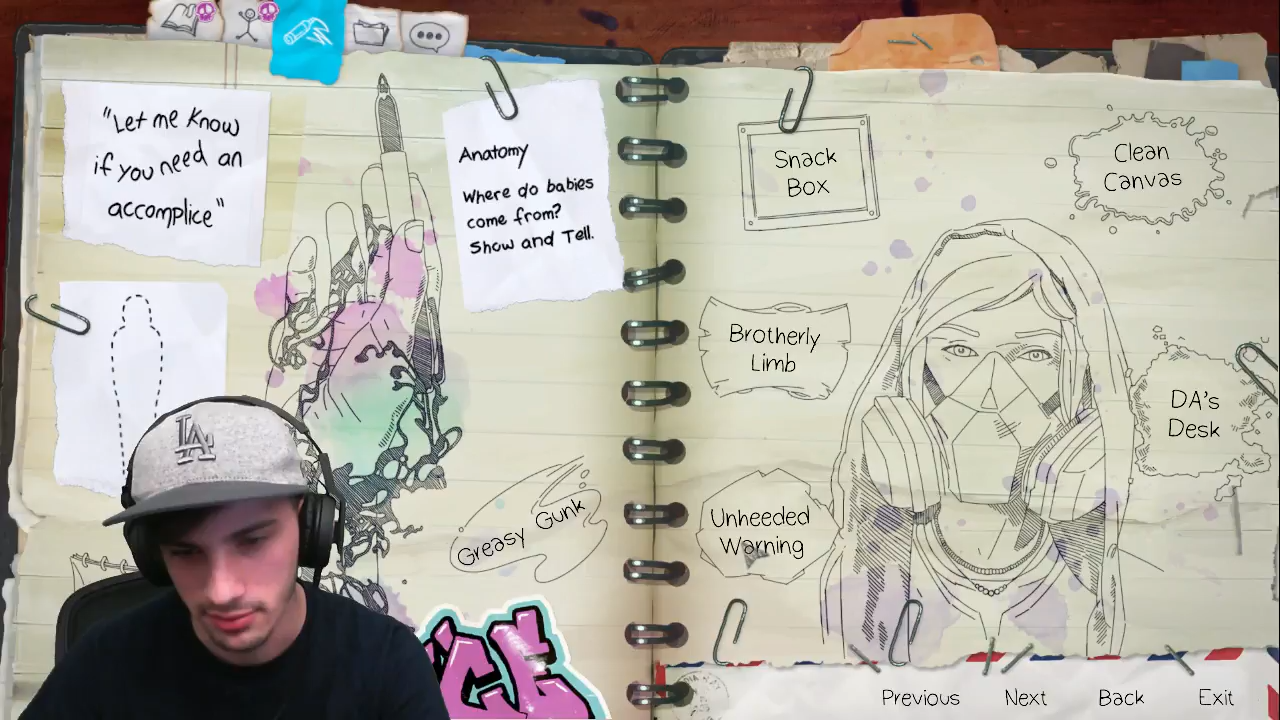 "Let me know
if you need an
accomplice"
Anatomy
Where do babies
come from?
Show and Tell.
Greasy Gunk
LA
Snack
Box
Clean
Canvas
Brotherly
Limb
DA's
Desk
Unheeded
Warning
Previous
Next
Back
Exit